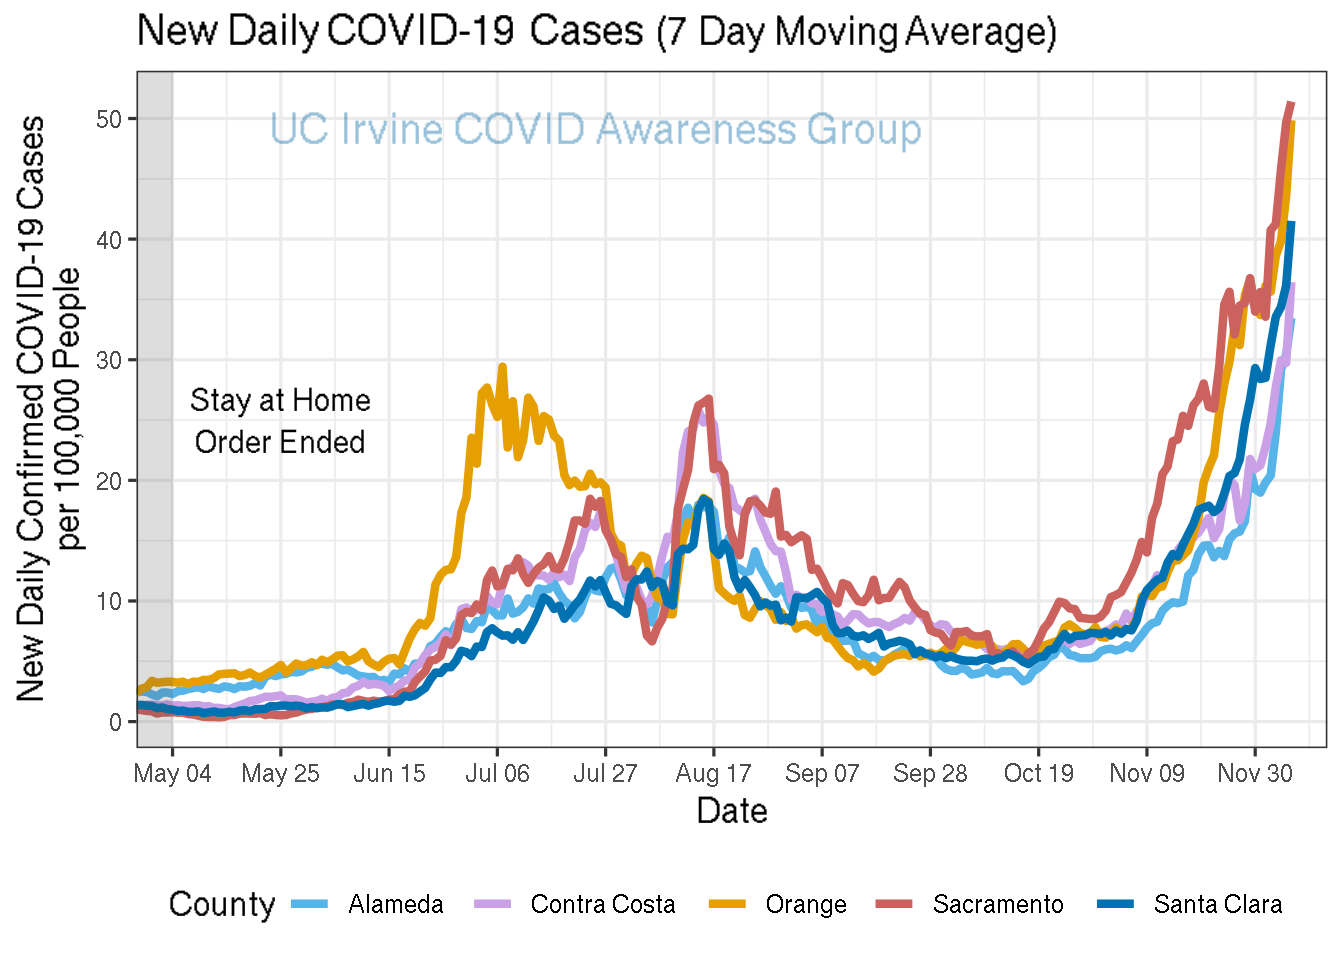 New Daily COVID-19 Cases (7 Day Moving Average)
UC Irvine COVID Awareness Group
New Daily Confirmed COVID-19 Cases
per 100,000 People
50
40
30
20
10
0
Stay at Home
Order Ended
May 04
May 25
Jun 15
Jul 06
Jul 27
Aug 17
Sep 07
Sep 28
Oct 19
Nov 09
Nov 30
Date
County
Alameda
Contra Costa
Orange
Sacramento
Santa Clara